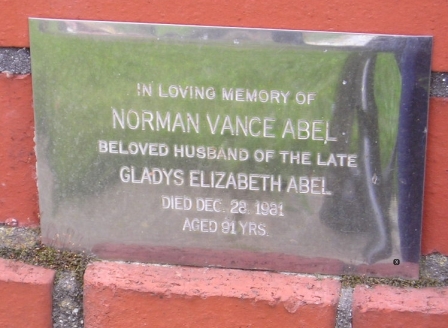 IN LOVING MEMORY OF
NORMAN VANCE ABEL
BELOVED HUSBAND OF THE LATE
GLADYS ELIZABETH ABEL
DIED DEC. 28. 1981
AGED 91 YRS.